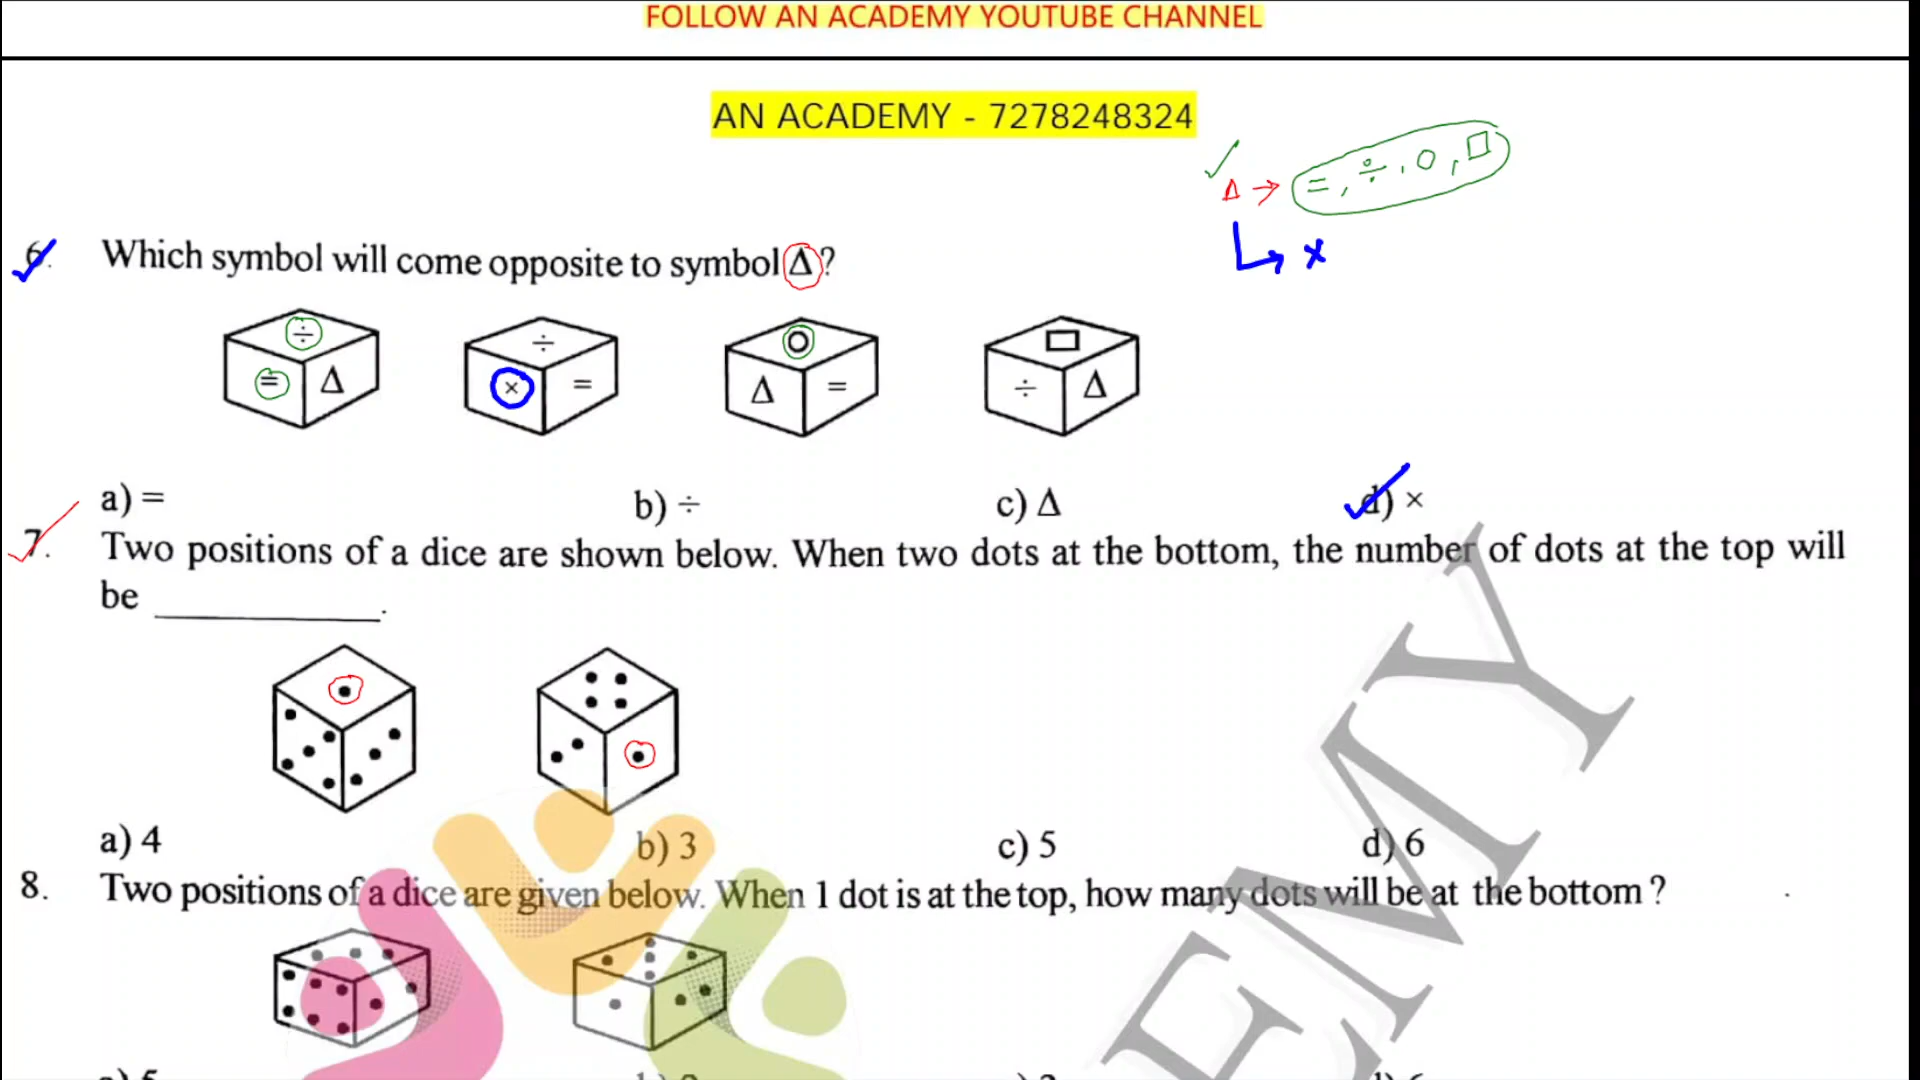 FOLLOW AN ACADEMY YOUTUBE CHANNEL
AN ACADEMY - 7278248324
Δ → =, ÷, O, □
x
6. Which symbol will come opposite to symbol Δ?
÷ = Δ
÷ × =
O Δ =
□ ÷ Δ
a) = b) ÷ c) Δ d) ×
7. Two positions of a dice are shown below. When two dots at the bottom, the number of dots at the top will
be ____________.
a) 4 b) 3 c) 5 d) 6
8. Two positions of a dice are given below. When 1 dot is at the top, how many dots will be at the bottom ?
EMY